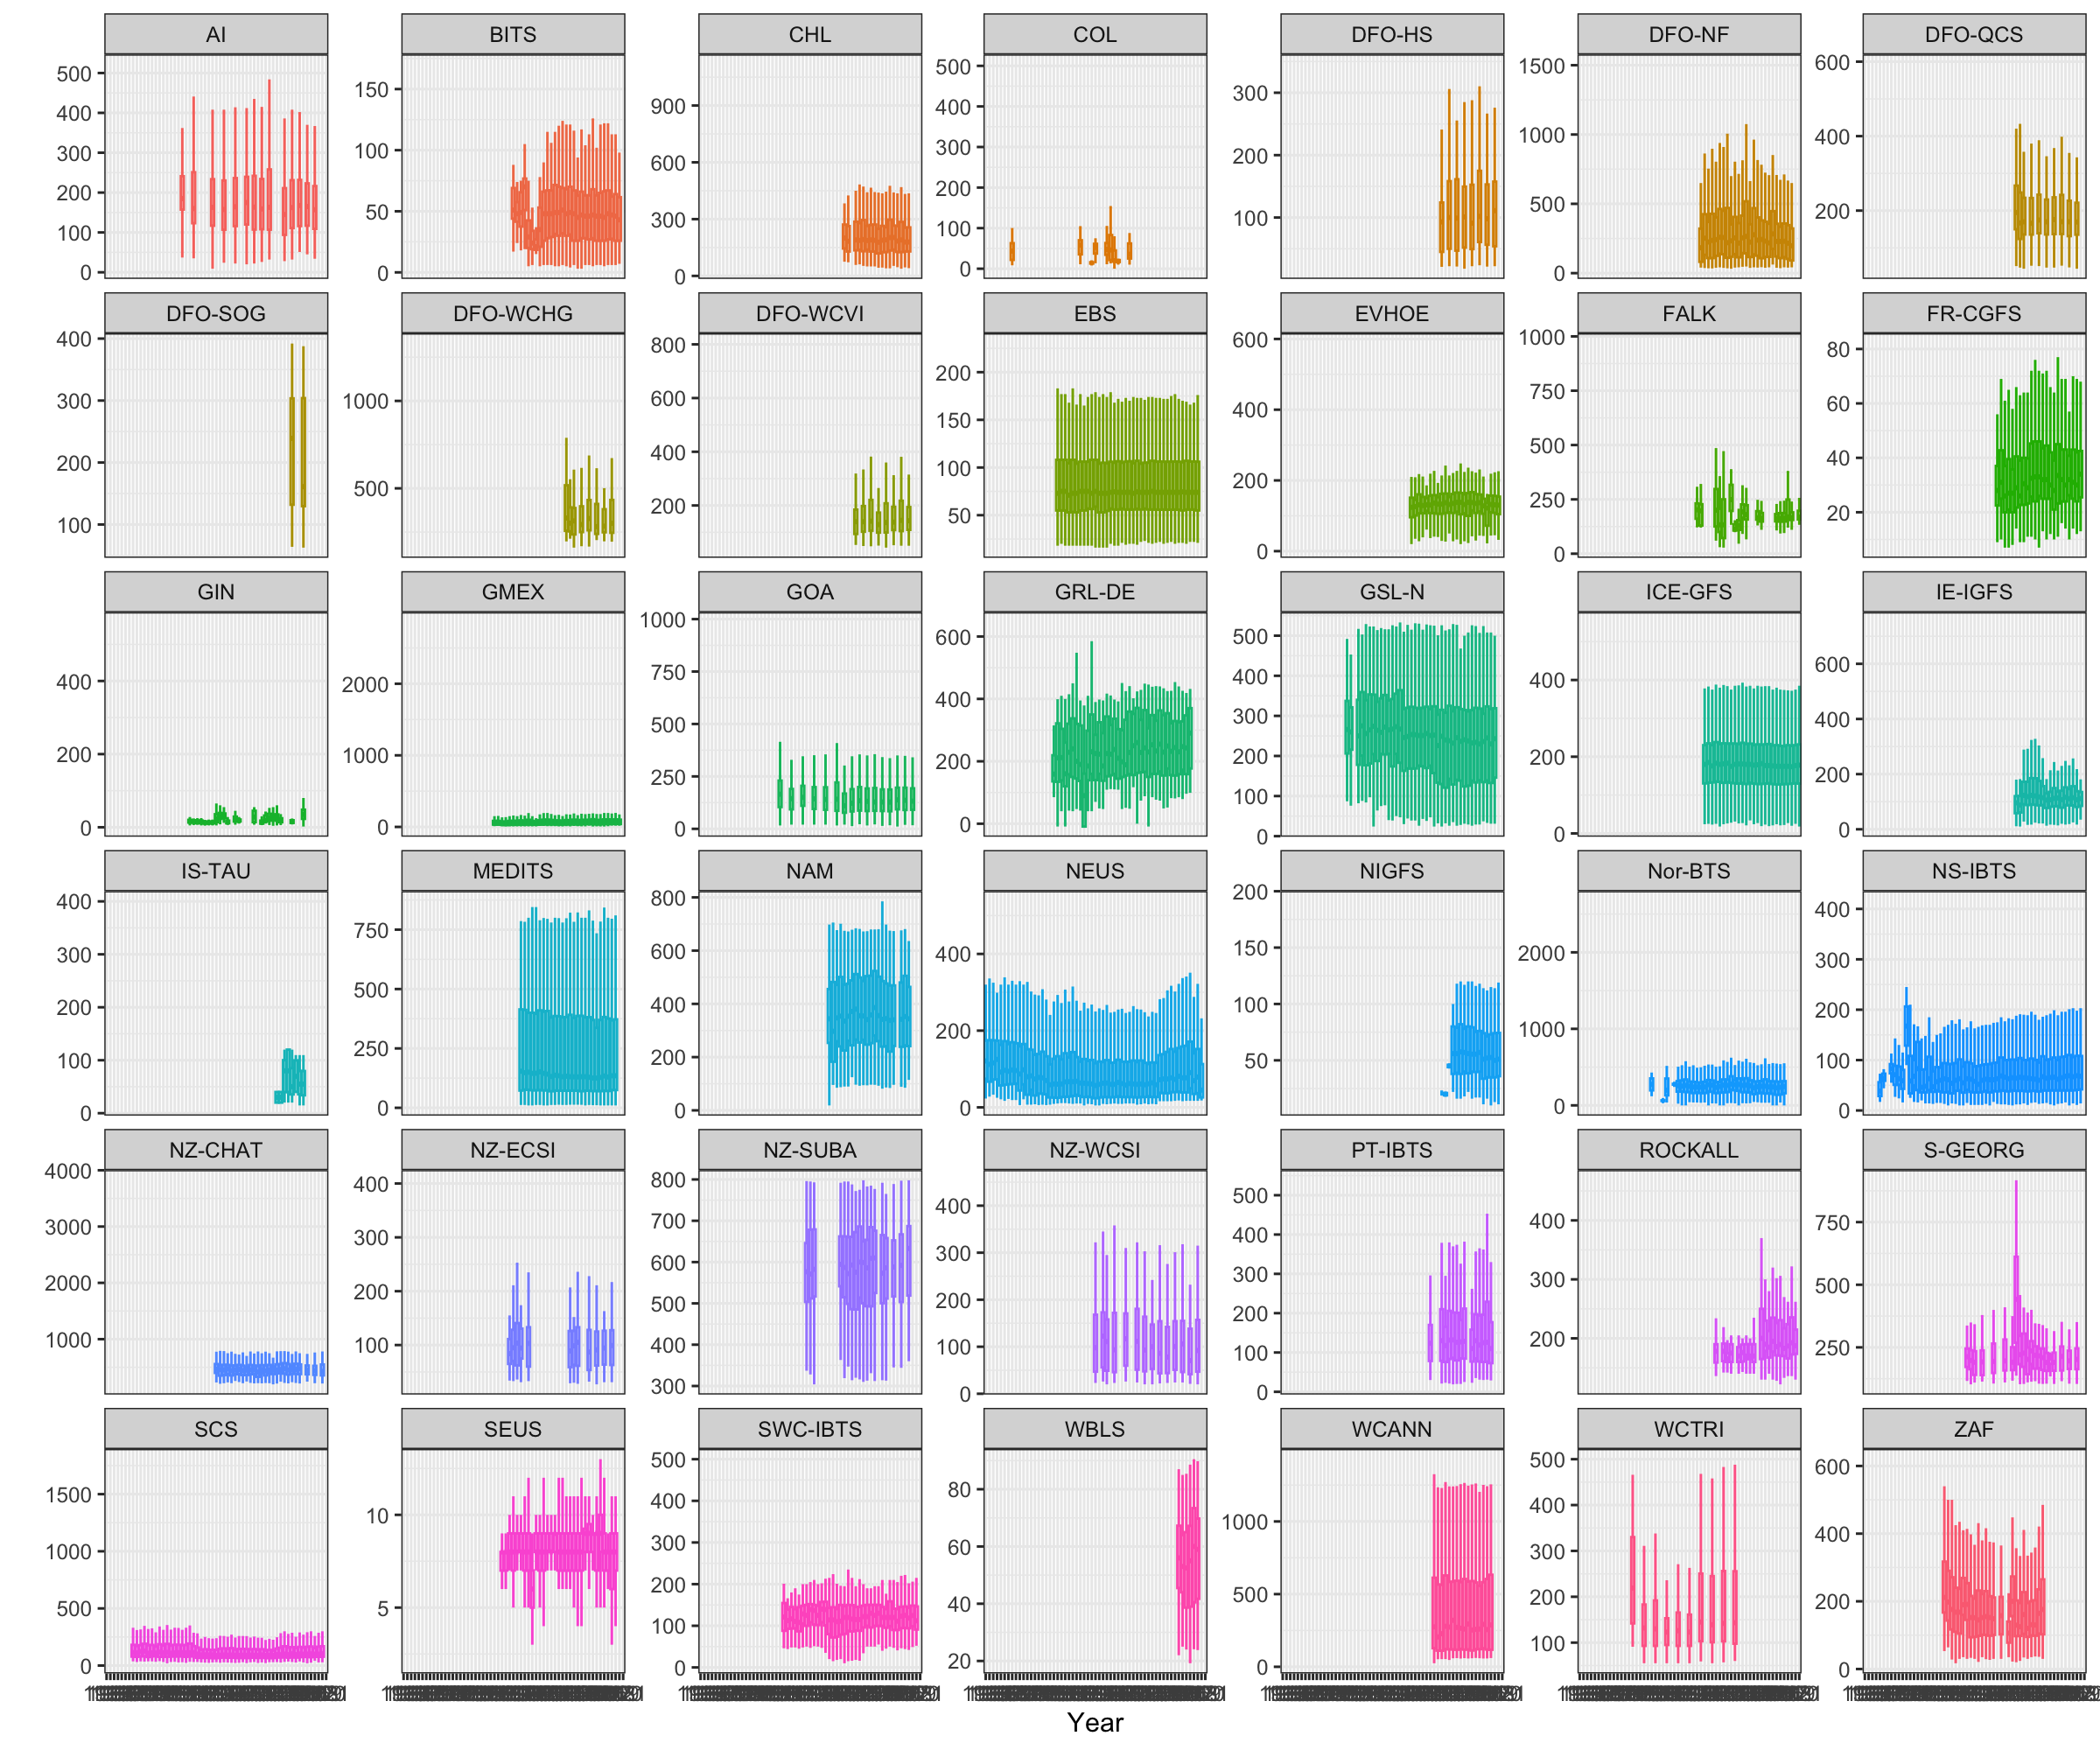 AI BITS CHL COL DFO-HS DFO-NF DFO-QCS
500 400 300 200 100 0
150 100 50 0
900 600 300 0
500 400 300 200 100 0
300 200 100
1500 1000 500 0
600 400 200
DFO-SOG DFO-WCHG DFO-WCVI EBS EVHOE FALK FR-CGFS
400 300 200 100
1000 500
800 600 400 200
200 150 100 50
600 400 200 0
1000 750 500 250 0
80 60 40 20
GIN GMEX GOA GRL-DE GSL-N ICE-GFS IE-IGFS
400 200 0
2000 1000 0
1000 750 500 250 0
600 400 200 0
500 400 300 200 100 0
400 200 0
600 400 200 0
IS-TAU MEDITS NAM NEUS NIGFS Nor-BTS NS-IBTS
400 300 200 100 0
750 500 250 0
800 600 400 200 0
400 200 0
200 150 100 50
2000 1000 0
400 300 200 100 0
NZ-CHAT NZ-ECSI NZ-SUBA NZ-WCSI PT-IBTS ROCKALL S-GEORG
4000 3000 2000 1000
400 300 200 100
800 700 600 500 400 300
400 300 200 100 0
500 400 300 200 100 0
400 300 200
750 500 250
SCS SEUS SWC-IBTS WBLS WCANN WCTRI ZAF
1500 1000 500 0
10 5
500 400 300 200 100 0
80 60 40 20
1000 500 0
500 400 300 200 100
600 400 200 0
Year